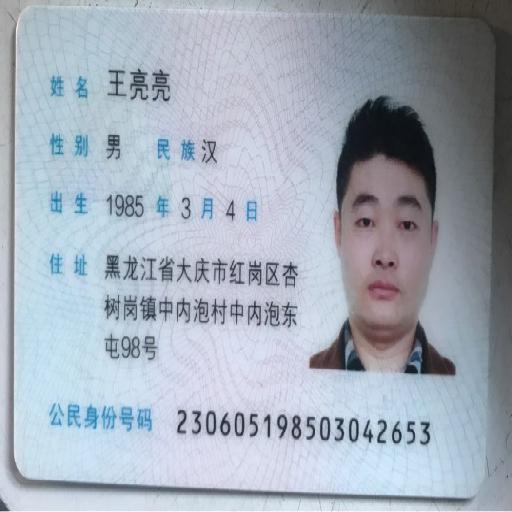 姓名 王亮亮
性别 男 民族 汉
出生 1985 年 3 月 4 日
住址 黑龙江省大庆市红岗区杏
树岗镇中内泡村中内泡东
屯98号
公民身份号码 230605198503042653